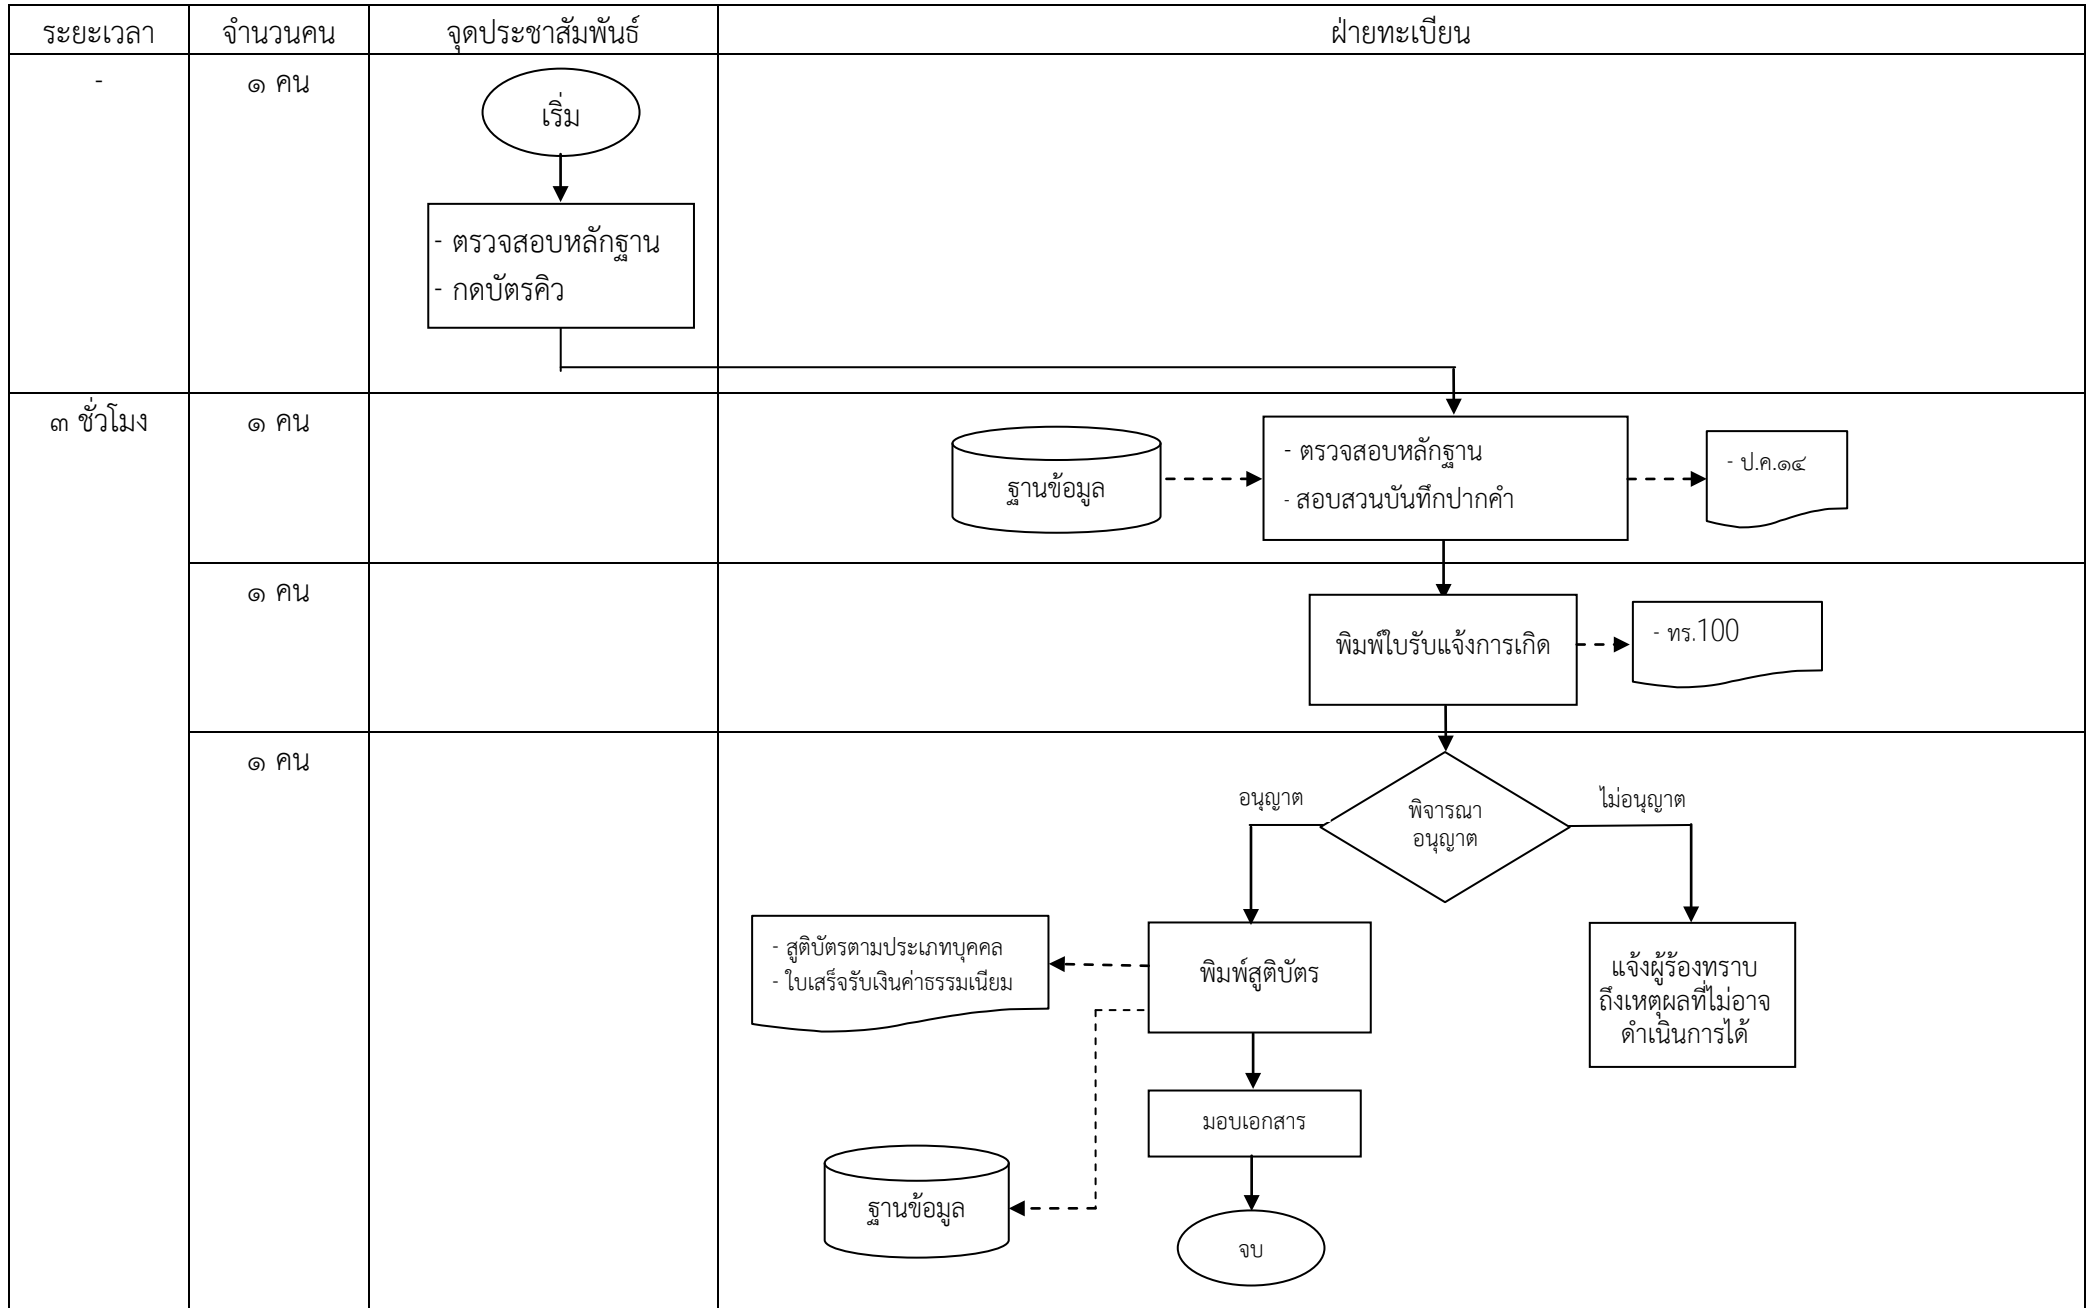 ระยะเวลา จำนวนคน จุดประชาสัมพันธ์ ฝ่ายทะเบียน
- ๑ คน
เริ่ม
- ตรวจสอบหลักฐาน
- กดบัตรคิว
๓ ชั่วโมง ๑ คน
ฐานข้อมูล
- ตรวจสอบหลักฐาน
- สอบสวนบันทึกปากคำ
- ป.ค.๑๔
๑ คน
พิมพ์ใบรับแจ้งการเกิด
- ทร.100
๑ คน
พิจารณา
อนุญาต
อนุญาต
ไม่อนุญาต
- สูติบัตรตามประเภทบุคคล
- ใบเสร็จรับเงินค่าธรรมเนียม
พิมพ์สูติบัตร
แจ้งผู้ร้องทราบ
ถึงเหตุผลที่ไม่อาจ
ดำเนินการได้
มอบเอกสาร
ฐานข้อมูล
จบ